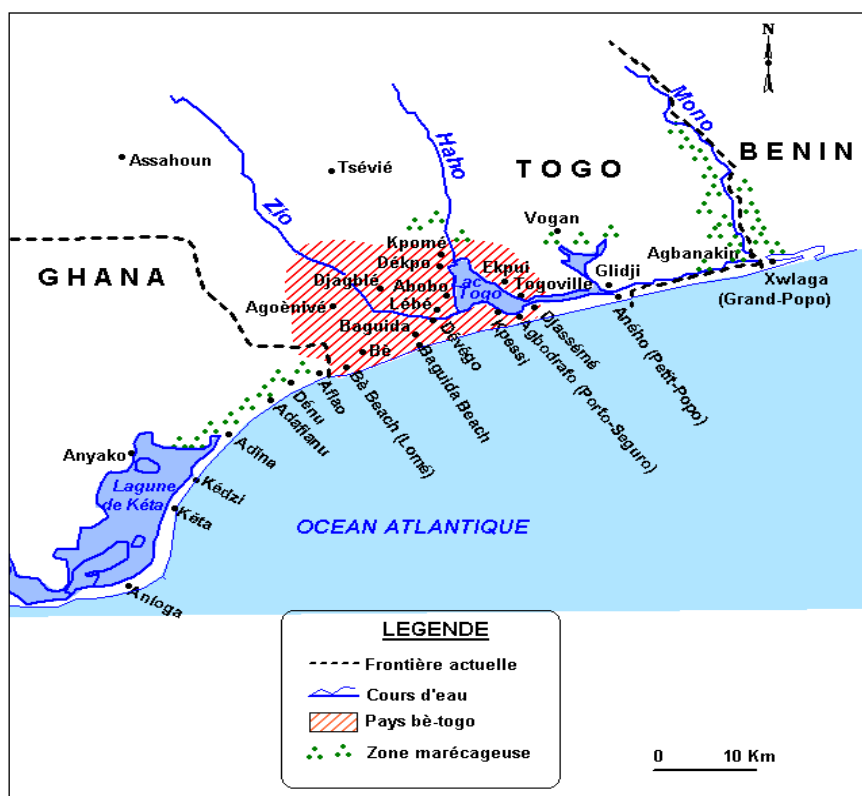 N
Mono
BENIN
Assahoun
Tsévié
Haho
TOGO
Zio
Vogan
Kpomé
Agbanakin
GHANA
Dékpo
Ekpui
Glidji
Xwlaga
(Grand-Popo)
Djagblé
Abobo
Lac
Togo
Togoville
Agoènivé
Lébé
Baguida
Bè
Dévégo
Kpessi
Djassémé
Agbodrafo (Porto-Seguro)
Aného (Petit-Popo)
Baguida Beach
Bè Beach (Lomé)
Aflao
Dénu
Adafianu
Adina
Anyako
Lagune
de Kéta
Kédzi
Kéta
OCEAN ATLANTIQUE
Anloga
LEGENDE
Frontière actuelle
Cours d'eau
Pays bè-togo
Zone marécageuse
0 10 Km